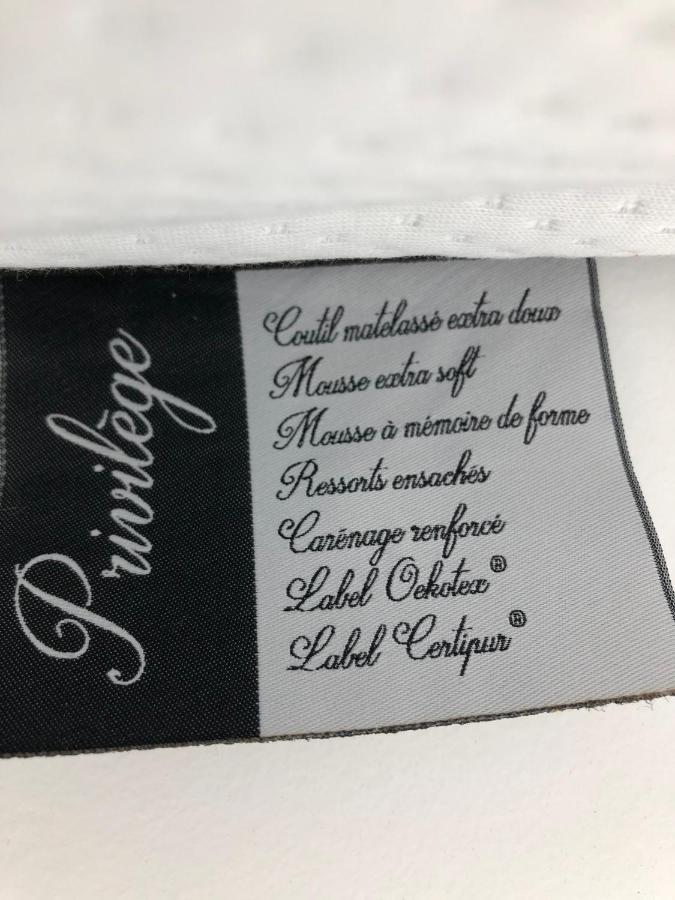 Privilège
Coutil matelassé extra doux
Mousse extra soft
Mousse à mémoire de forme
Ressorts ensachés
Carénage renforcé
Label Oekotex®
Label Certipur®